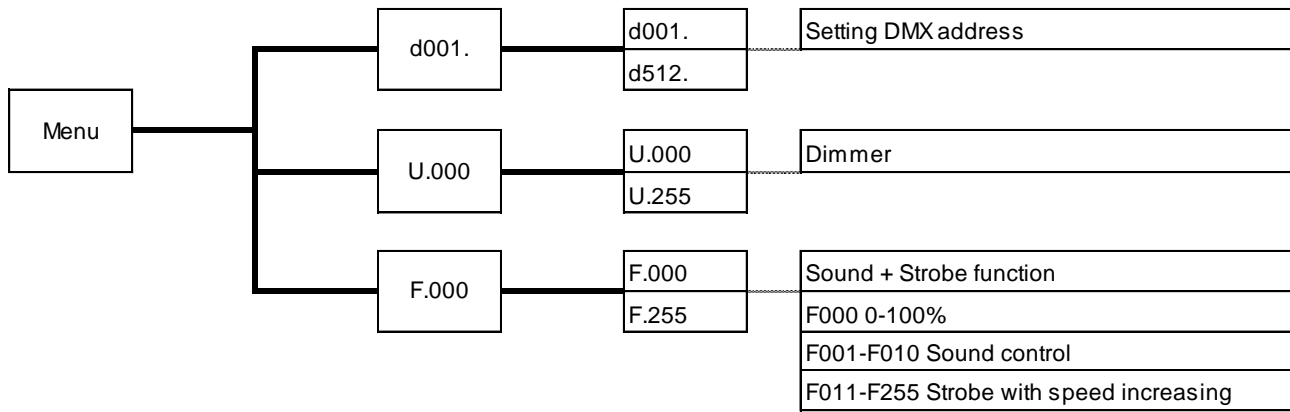 Menu
d001.
d001.
d512.
Setting DMX address
U.000
U.000
U.255
Dimmer
F.000
F.000
F.255
Sound + Strobe function
F000 0-100%
F001-F010 Sound control
F011-F255 Strobe with speed increasing